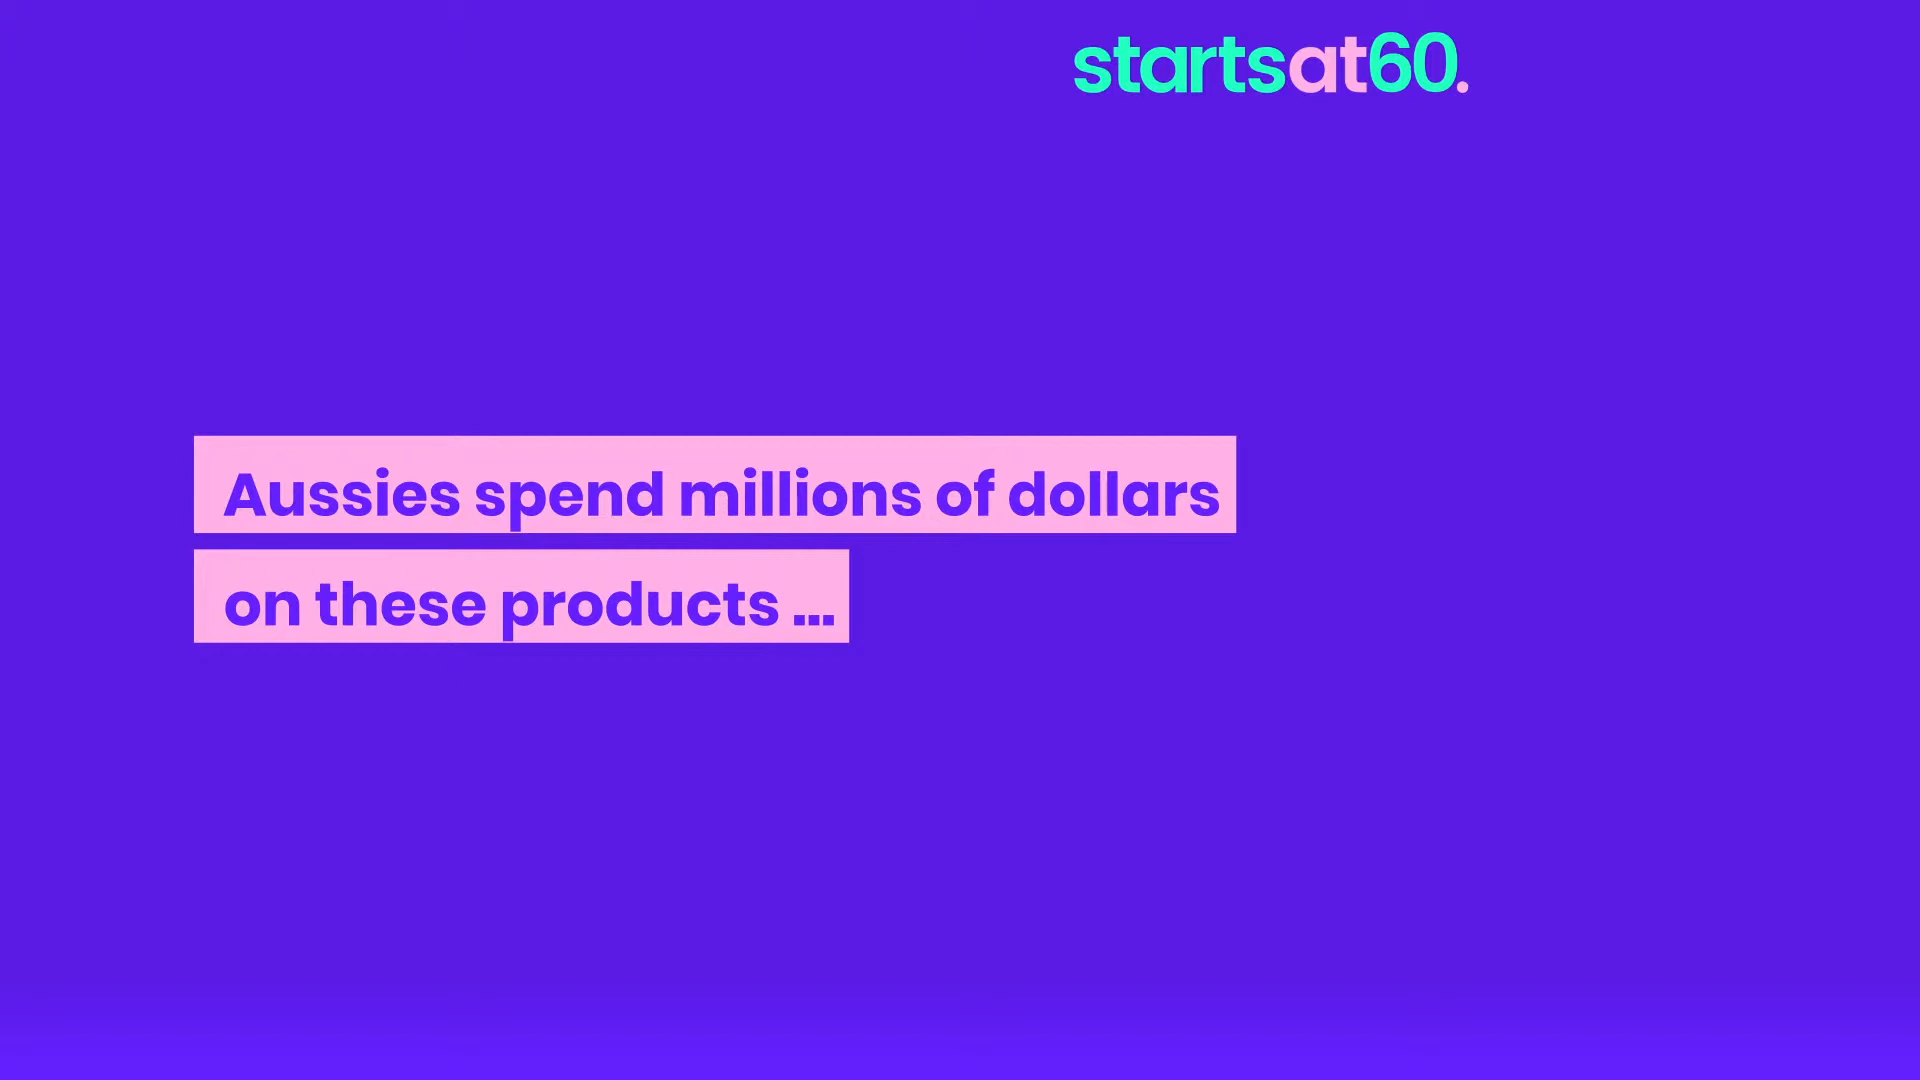 startsat60.
Aussies spend millions of dollars
on these products ...